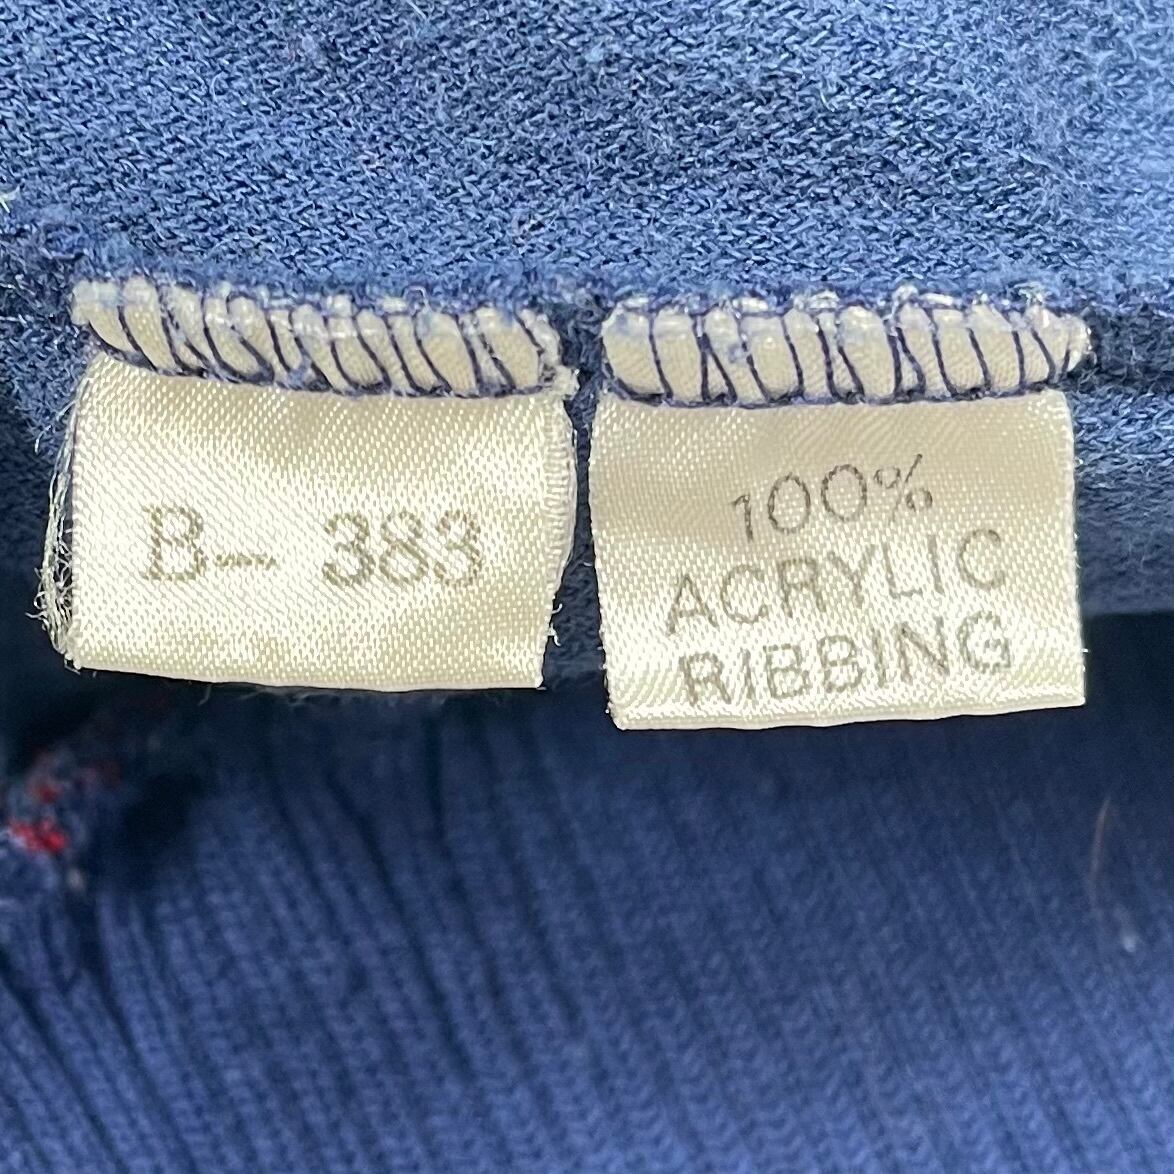 B- 383
100%
ACRYLIC
RIBBING